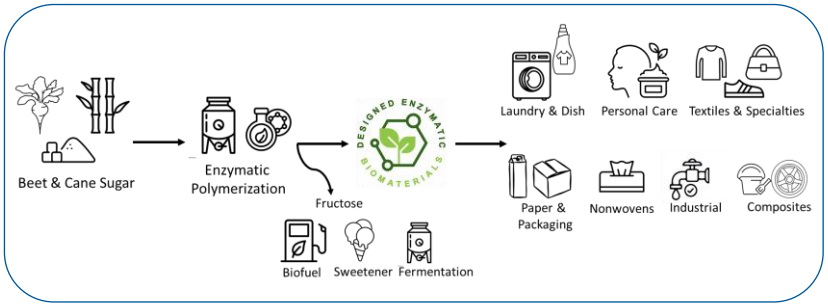 Beet & Cane Sugar
Enzymatic
Polymerization
DESIGNED ENZYMATIC
BIOMATERIALS
Fructose
Biofuel
Sweetener
Fermentation
Laundry & Dish
Personal Care
Textiles & Specialties
Paper &
Packaging
Nonwovens
Industrial
Composites